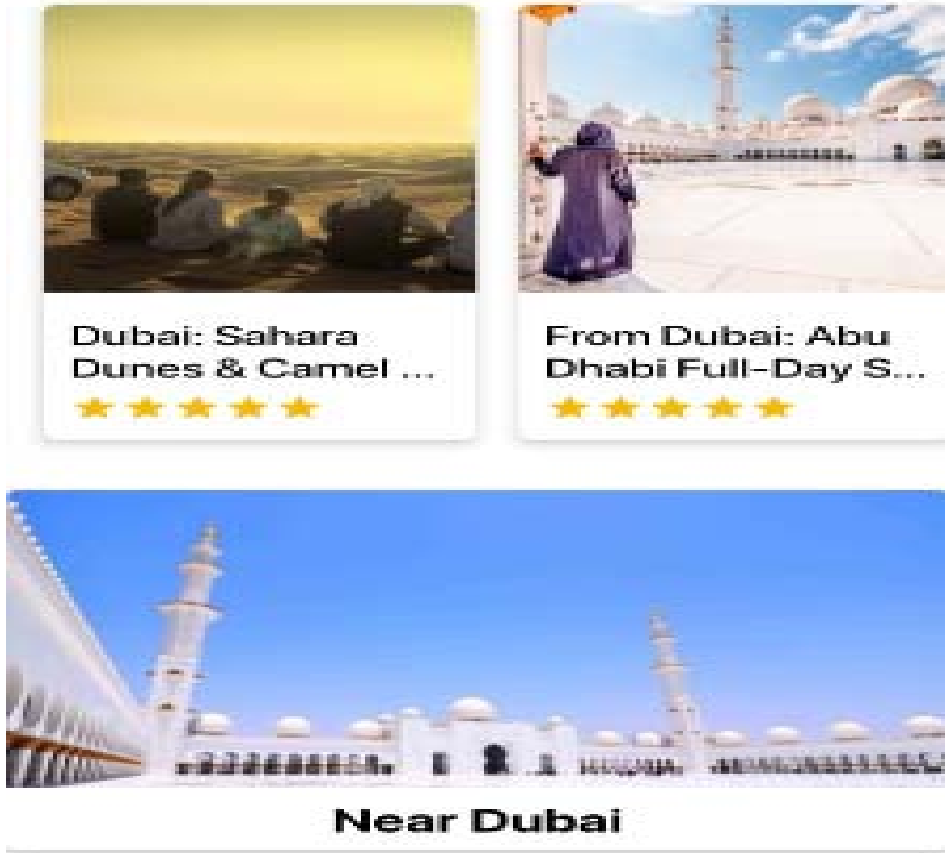 Dubai: Sahara
Dunes & Camel ...
From Dubai: Abu
Dhabi Full-Day S...
Near Dubai